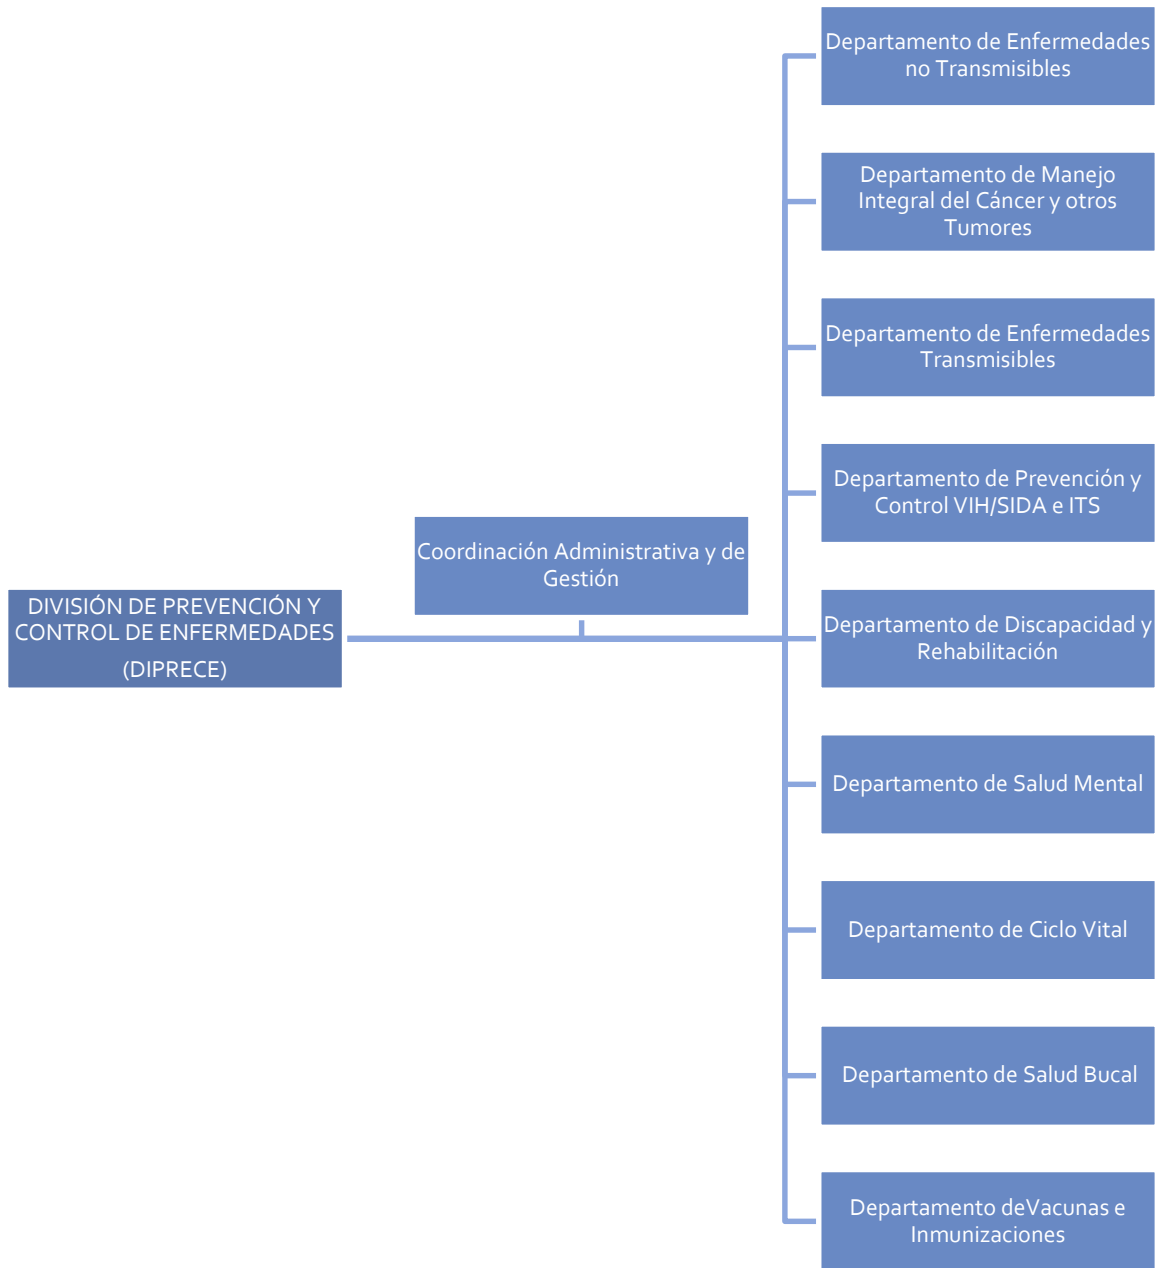 Departamento de Enfermedades
no Transmisibles
Departamento de Manejo
Integral del Cáncer y otros
Tumores
Departamento de Enfermedades
Transmisibles
Departamento de Prevención y
Control VIH/SIDA e ITS
Coordinación Administrativa y de
Gestión
DIVISIÓN DE PREVENCIÓN Y
CONTROL DE ENFERMEDADES
(DIPRECE)
Departamento de Discapacidad y
Rehabilitación
Departamento de Salud Mental
Departamento de Ciclo Vital
Departamento de Salud Bucal
Departamento deVacunas e
Inmunizaciones